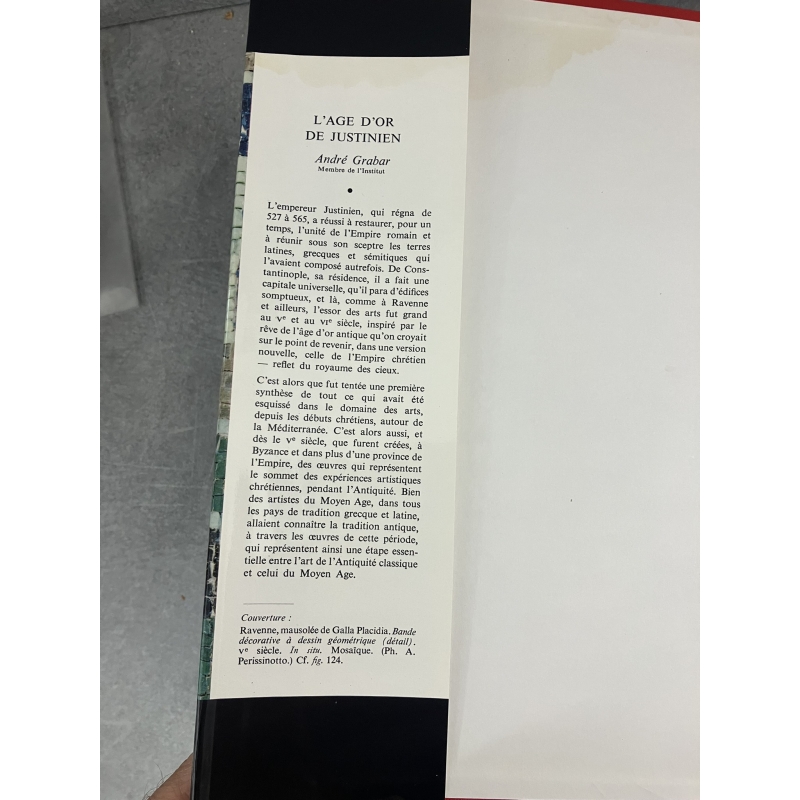 L'AGE D'OR
DE JUSTINIEN
André Grabar
Membre de l'Institut
•
L'empereur Justinien, qui régna de
527 à 565, a réussi à restaurer, pour un
temps, l'unité de l'Empire romain et
à réunir sous son sceptre les terres
latines, grecques et sémitiques qui
l'avaient composé autrefois. De Cons-
tantinople, sa résidence, il a fait une
capitale universelle, qu'il para d'édifices
somptueux, et là, comme à Ravenne
et ailleurs, l'essor des arts fut grand
au Ve et au VIe siècle, inspiré par le
rêve de l'âge d'or antique qu'on croyait
sur le point de revenir, dans une version
nouvelle, celle de l'Empire chrétien
— reflet du royaume des cieux.
C'est alors que fut tentée une première
synthèse de tout ce qui avait été
esquissé dans le domaine des arts,
depuis les débuts chrétiens, autour de
la Méditerranée. C'est alors aussi, et
dès le Ve siècle, que furent créées, à
Byzance et dans plus d'une province de
l'Empire, des œuvres qui représentent
le sommet des expériences artistiques
chrétiennes, pendant l'Antiquité. Bien
des artistes du Moyen Age, dans tous
les pays de tradition grecque et latine,
allaient connaître la tradition antique,
à travers les œuvres de cette période,
qui représentent ainsi une étape essen-
tielle entre l'art de l'Antiquité classique
et celui du Moyen Age.
Couverture :
Ravenne, mausolée de Galla Placidia. Bande
décorative à dessin géométrique (détail).
Ve siècle. In situ. Mosaïque. (Ph. A.
Perissinotto.) Cf. fig. 124.